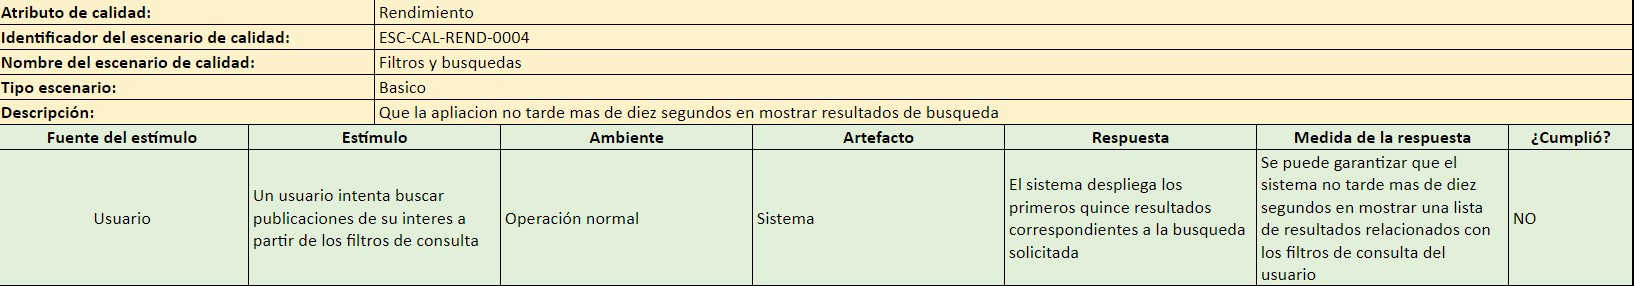 Atributo de calidad: Rendimiento
Identificador del escenario de calidad: ESC-CAL-REND-0004
Nombre del escenario de calidad: Filtros y busquedas
Tipo escenario: Basico
Descripción: Que la apliacion no tarde mas de diez segundos en mostrar resultados de busqueda
Fuente del estímulo Estímulo Ambiente Artefacto Respuesta Medida de la respuesta ¿Cumplió?
Usuario
Un usuario intenta buscar
publicaciones de su interes a
partir de los filtros de consulta
Operación normal
Sistema
El sistema despliega los
primeros quince resultados
correspondientes a la busqueda
solicitada
Se puede garantizar que el
sistema no tarde mas de diez
segundos en mostrar una lista
de resultados relacionados con
los filtros de consulta del
usuario
NO